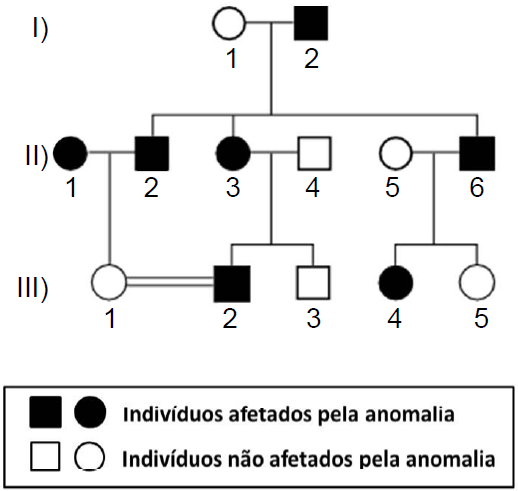 I)
1 2
II)
1 2 3 4 5 6
III)
1 2 3 4 5
Indivíduos afetados pela anomalia
Indivíduos não afetados pela anomalia